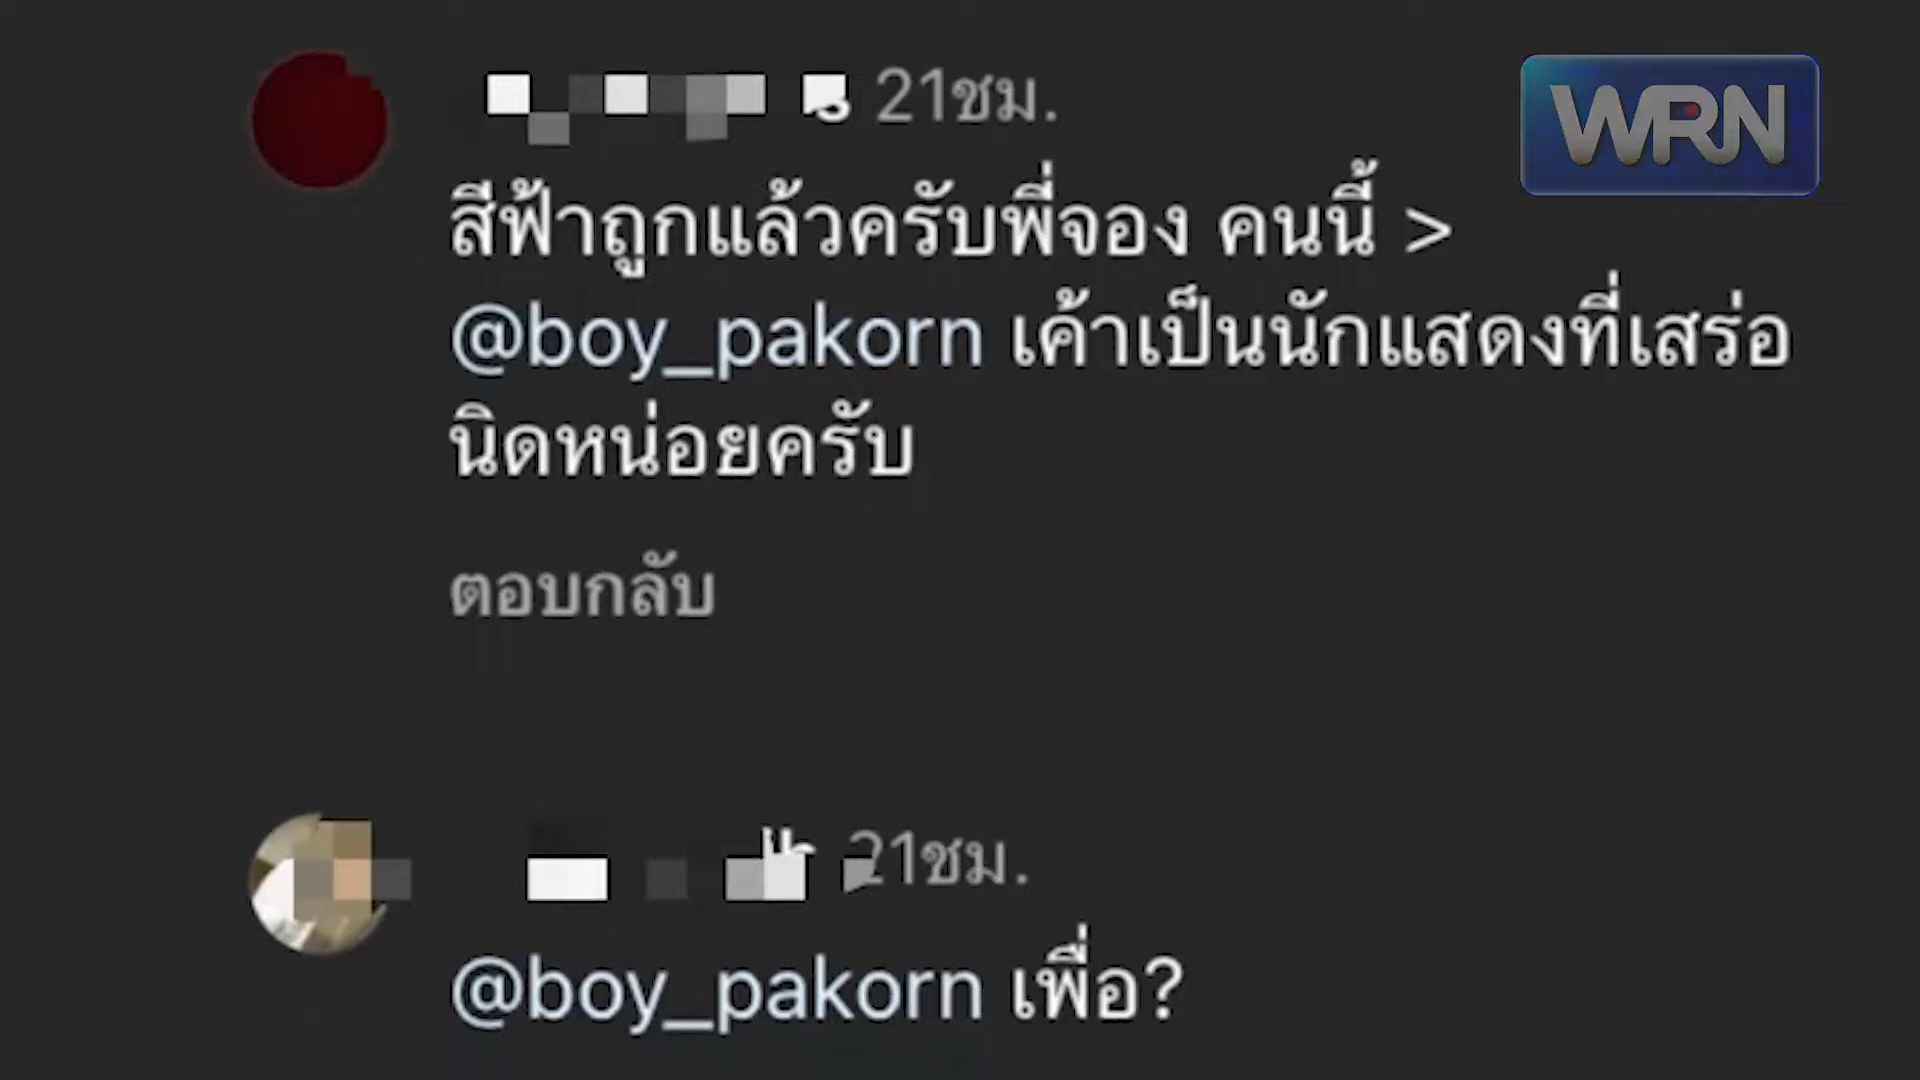 WRN
21ชม.
สีฟ้าถูกแล้วครับพี่จอง คนนี้ >
@boy_pakorn เค้าเป็นนักแสดงที่เสร่อ
นิดหน่อยครับ
ตอบกลับ
21ชม.
@boy_pakorn เพื่อ?